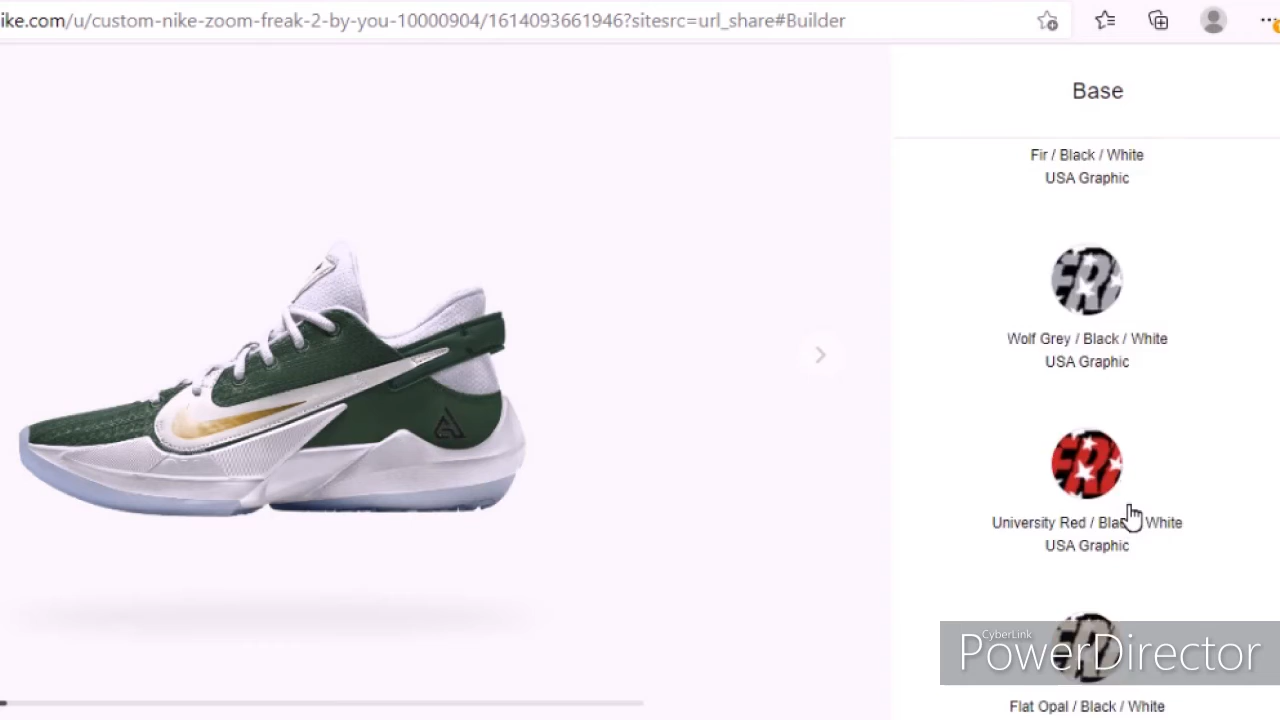 ike.com/u/custom-nike-zoom-freak-2-by-you-10000904/1614093661946?sitesrc=url_share#Builder
Base
Fir / Black / White
USA Graphic
Wolf Grey / Black / White
USA Graphic
University Red / Blac White
USA Graphic
CyberLink
PowerDirector
Flat Opal / Black / White